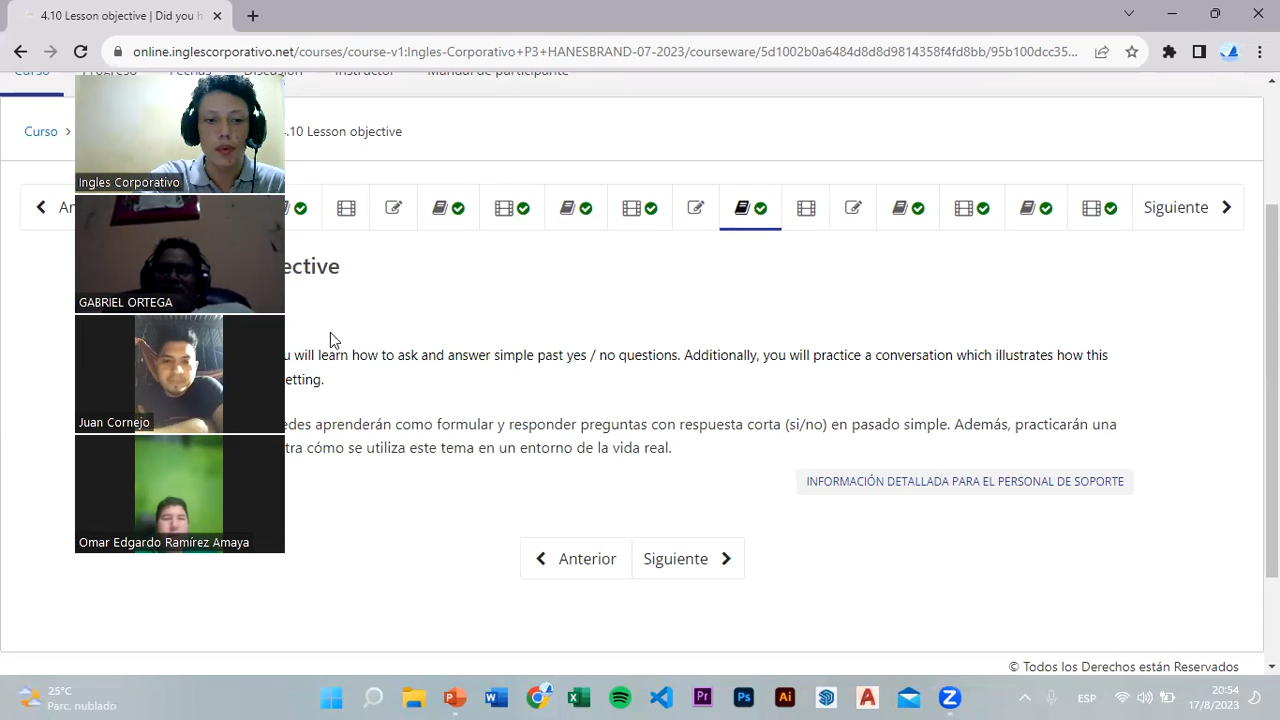 4.10 Lesson objective | Did you h
online.inglescorporativo.net/courses/course-v1:Ingles-Corporativo+P3+HANESBRAND-07-2023/courseware/5d1002b0a6484d8d8d9814358f4fd8bb/95b100dcc35...
Curso Progreso Fechas Discusión Instructor Manual de participante
Curso > 4.10 Lesson objective
An Siguiente
Ingles Corporativo
ective
GABRIEL ORTEGA
u will learn how to ask and answer simple past yes / no questions. Additionally, you will practice a conversation which illustrates how this
etting.
Juan Cornejo
edes aprenderán como formular y responder preguntas con respuesta corta (si/no) en pasado simple. Además, practicarán una
tra cómo se utiliza este tema en un entorno de la vida real.
INFORMACIÓN DETALLADA PARA EL PERSONAL DE SOPORTE
Omar Edgardo Ramírez Amaya
Anterior Siguiente
© Todos los Derechos están Reservados
25°C
Parc. nublado
ESP
20:54
17/8/2023